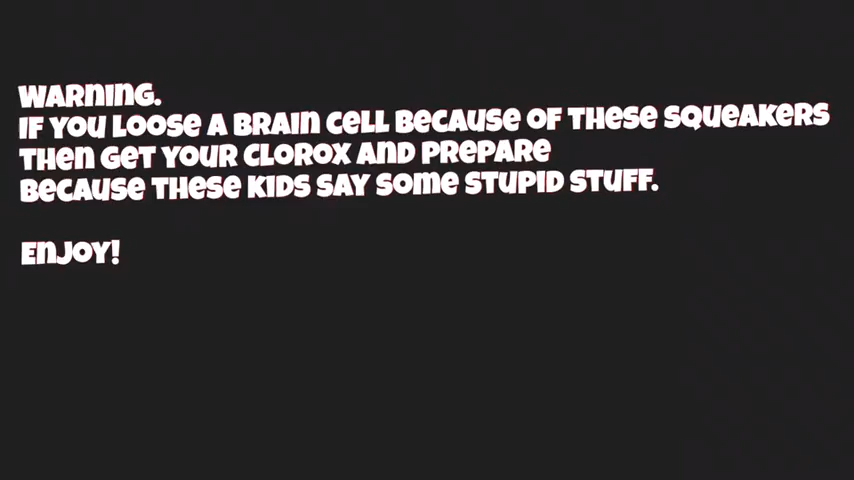 Warning.
If you loose a brain cell because of these squeakers
then get your clorox and prepare
because these kids say some stupid stuff.
Enjoy!